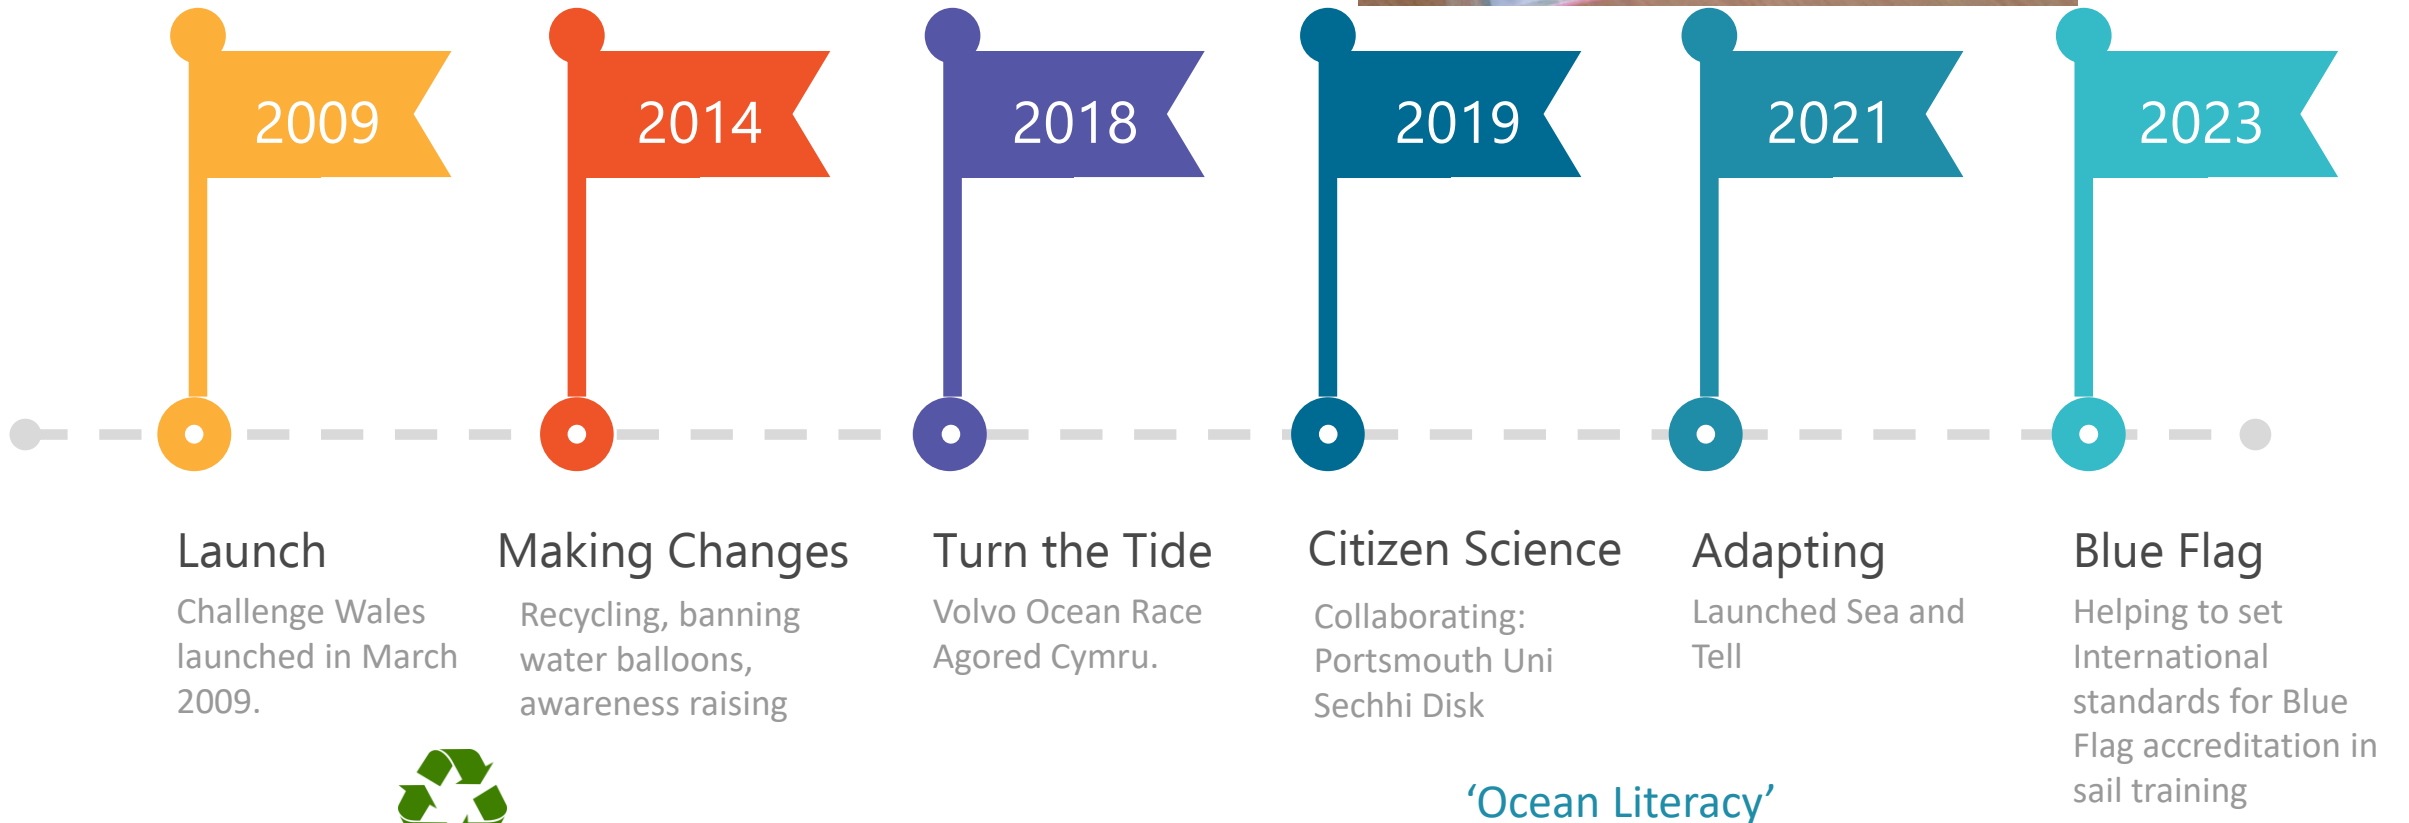 2009
2014
2018
2019
2021
2023
Launch
Challenge Wales
launched in March
2009.
Making Changes
Recycling, banning
water balloons,
awareness raising
Turn the Tide
Volvo Ocean Race
Agored Cymru.
Citizen Science
Collaborating:
Portsmouth Uni
Sechhi Disk
Adapting
Launched Sea and
Tell
Blue Flag
Helping to set
International
standards for Blue
Flag accreditation in
sail training
‘Ocean Literacy’